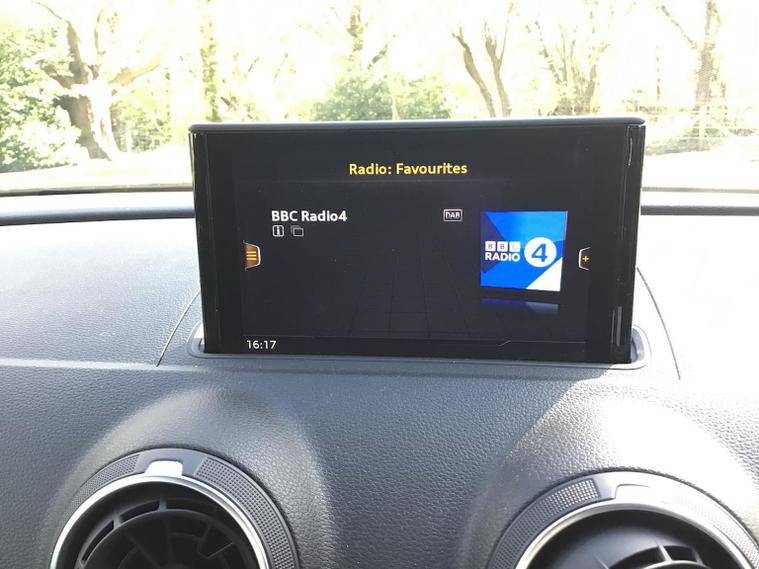 Radio: Favourites
BBC Radio4
DAB
BBC
RADIO 4
16:17